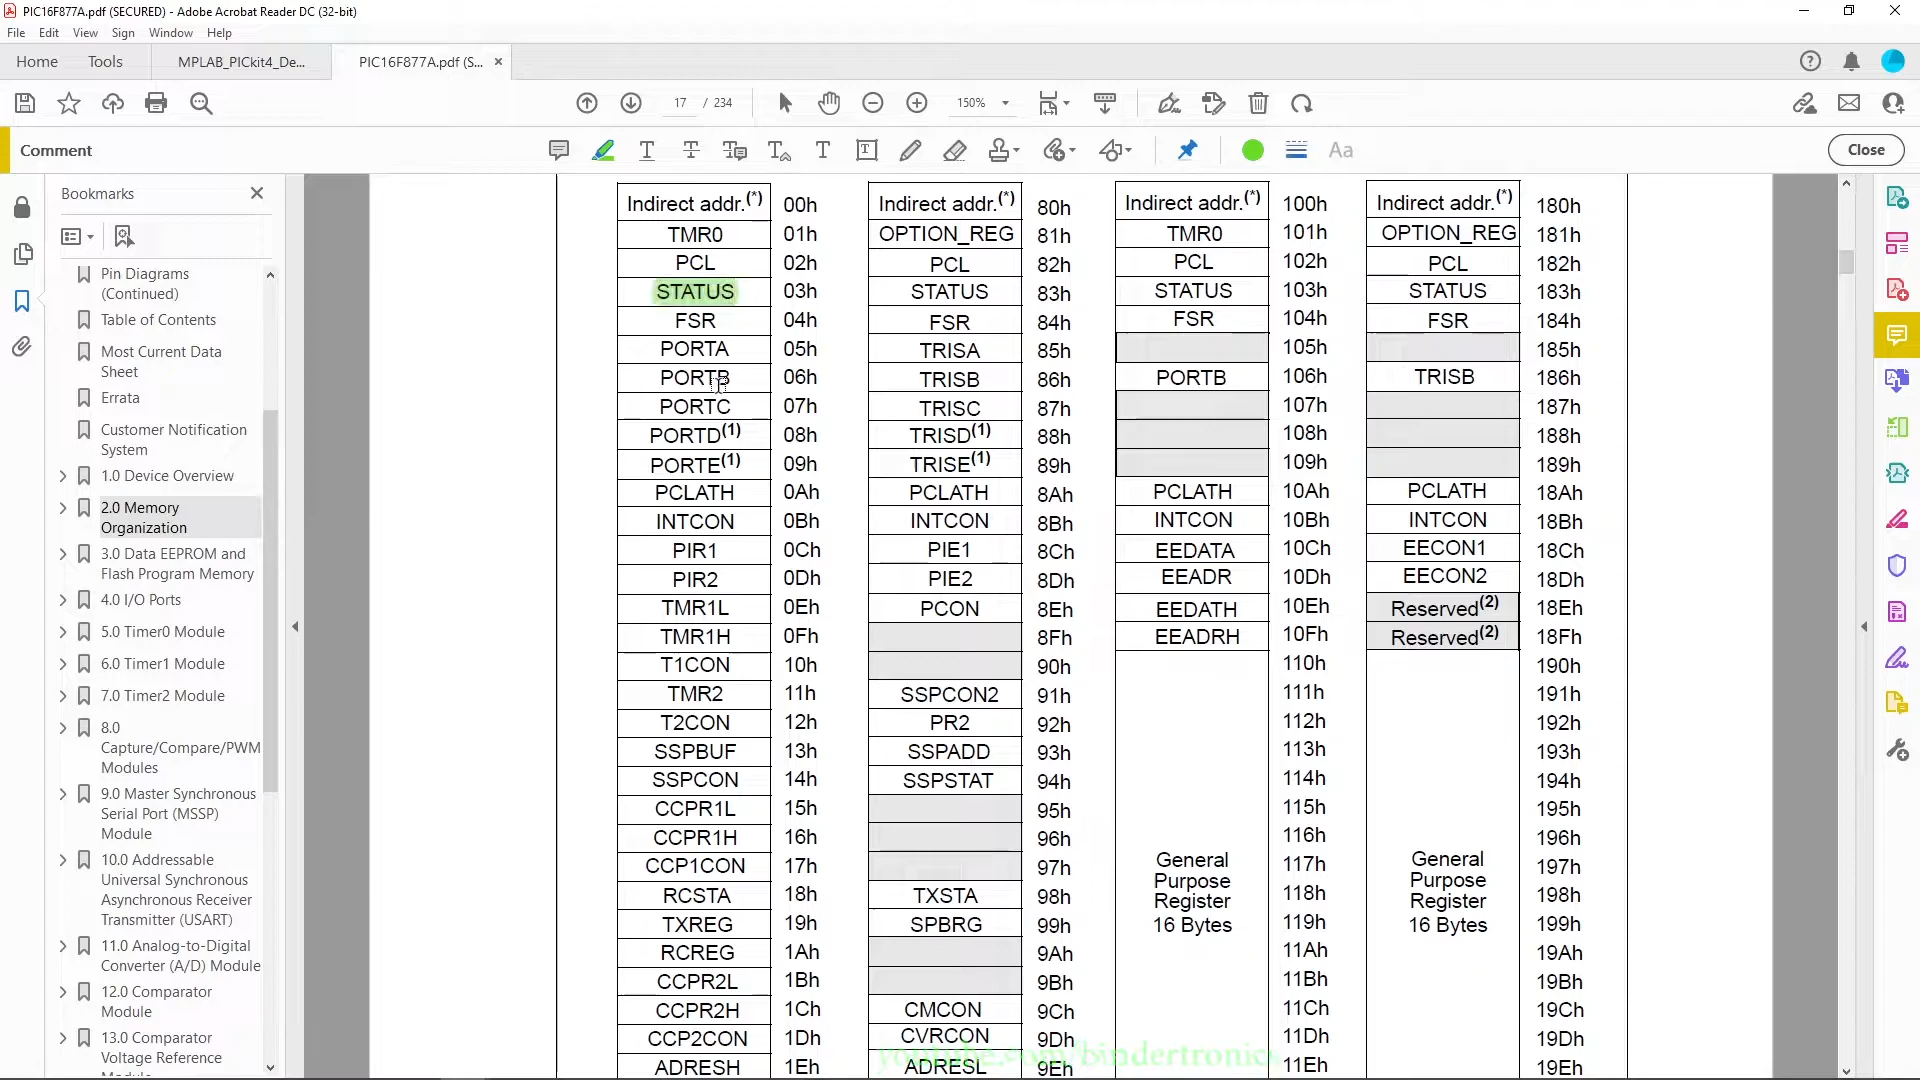 PIC16F877A.pdf (SECURED) - Adobe Acrobat Reader DC (32-bit)
File Edit View Sign Window Help
Home Tools MPLAB_PICkit4_De... PIC16F877A.pdf (S... ×
17 / 234 150%
Comment Aa Close
Bookmarks
Pin Diagrams
(Continued)
Table of Contents
Most Current Data
Sheet
Errata
Customer Notification
System
1.0 Device Overview
2.0 Memory
Organization
3.0 Data EEPROM and
Flash Program Memory
4.0 I/O Ports
5.0 Timer0 Module
6.0 Timer1 Module
7.0 Timer2 Module
8.0
Capture/Compare/PWM
Modules
9.0 Master Synchronous
Serial Port (MSSP)
Module
10.0 Addressable
Universal Synchronous
Asynchronous Receiver
Transmitter (USART)
11.0 Analog-to-Digital
Converter (A/D) Module
12.0 Comparator
Module
13.0 Comparator
Voltage Reference
Indirect addr.(*) 00h Indirect addr.(*) 80h Indirect addr.(*) 100h Indirect addr.(*) 180h
TMR0 01h OPTION_REG 81h TMR0 101h OPTION_REG 181h
PCL 02h PCL 82h PCL 102h PCL 182h
STATUS 03h STATUS 83h STATUS 103h STATUS 183h
FSR 04h FSR 84h FSR 104h FSR 184h
PORTA 05h TRISA 85h 105h 185h
PORTB 06h TRISB 86h PORTB 106h TRISB 186h
PORTC 07h TRISC 87h 107h 187h
PORTD(1) 08h TRISD(1) 88h 108h 188h
PORTE(1) 09h TRISE(1) 89h 109h 189h
PCLATH 0Ah PCLATH 8Ah PCLATH 10Ah PCLATH 18Ah
INTCON 0Bh INTCON 8Bh INTCON 10Bh INTCON 18Bh
PIR1 0Ch PIE1 8Ch EEDATA 10Ch EECON1 18Ch
PIR2 0Dh PIE2 8Dh EEADR 10Dh EECON2 18Dh
TMR1L 0Eh PCON 8Eh EEDATH 10Eh Reserved(2) 18Eh
TMR1H 0Fh 8Fh EEADRH 10Fh Reserved(2) 18Fh
T1CON 10h 90h 110h 190h
TMR2 11h SSPCON2 91h 111h 191h
T2CON 12h PR2 92h 112h 192h
SSPBUF 13h SSPADD 93h 113h 193h
SSPCON 14h SSPSTAT 94h 114h 194h
CCPR1L 15h 95h 115h 195h
CCPR1H 16h 96h 116h 196h
CCP1CON 17h 97h General 117h General 197h
RCSTA 18h TXSTA 98h Purpose Register 118h Purpose Register 198h
TXREG 19h SPBRG 99h 16 Bytes 119h 16 Bytes 199h
RCREG 1Ah 9Ah 11Ah 19Ah
CCPR2L 1Bh 9Bh 11Bh 19Bh
CCPR2H 1Ch CMCON 9Ch 11Ch 19Ch
CCP2CON 1Dh CVRCON 9Dh 11Dh 19Dh
ADRESH 1Eh ADRESL 9Eh 11Eh 19Eh
youtube.com/bindertronics